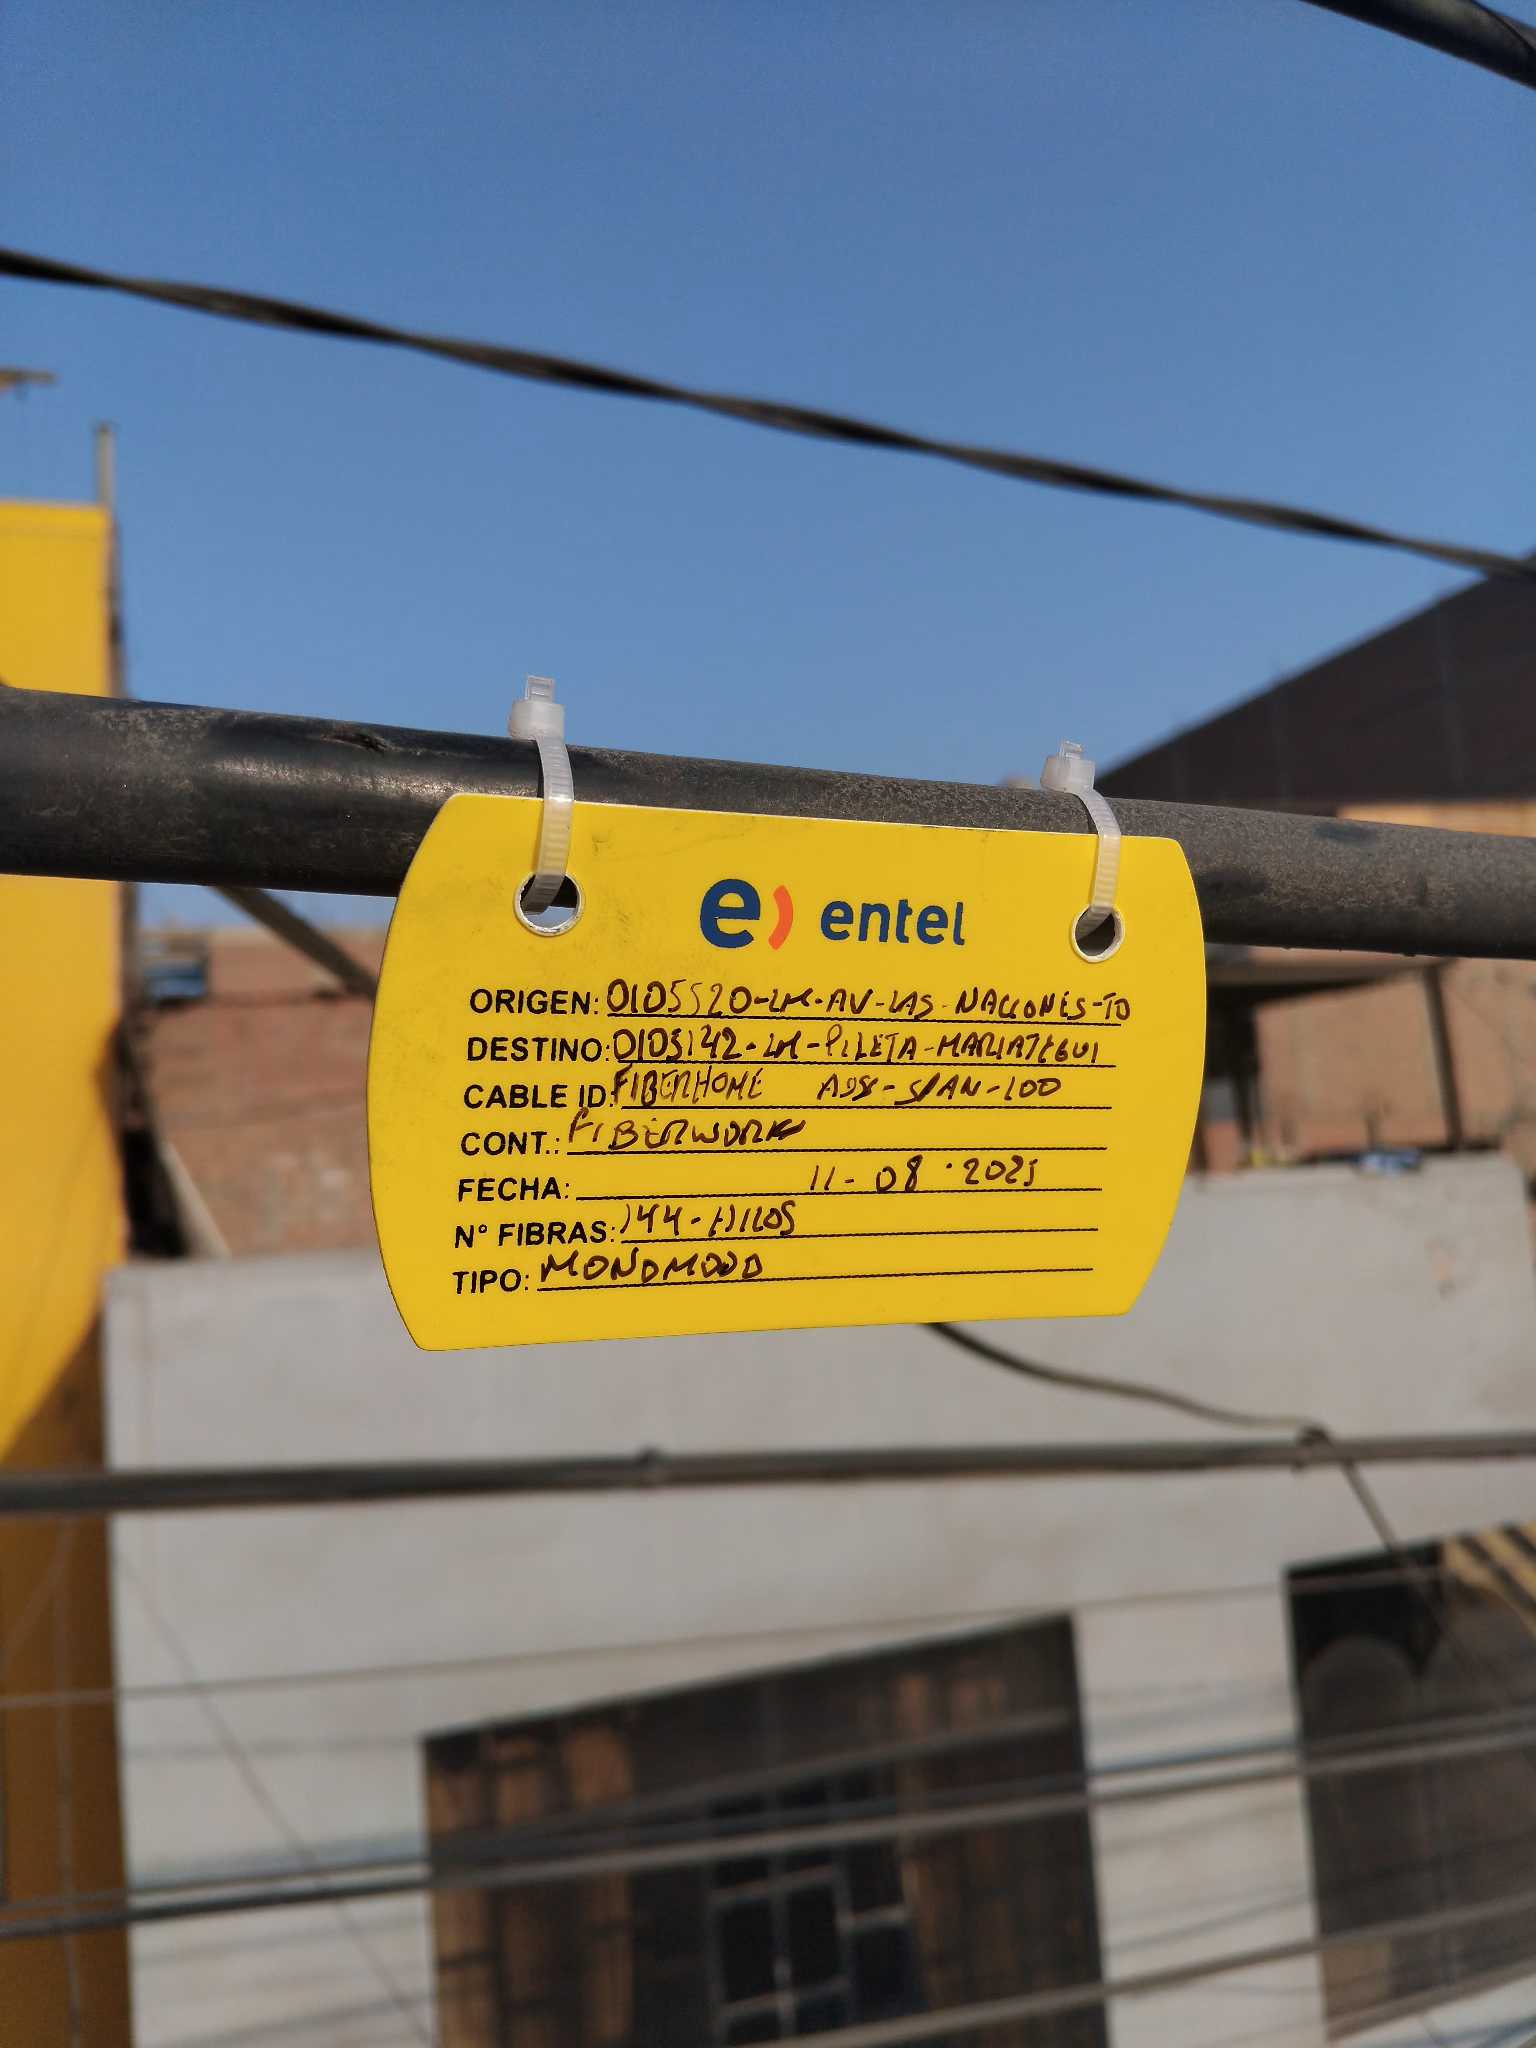 e) entel
ORIGEN: 0105520-LM-AV-LAS-NACIONES-TD
DESTINO: 0105142-LM-PILETA-MARIATEGUI
CABLE ID: FIBERHOME ADSS-SPAN-100
CONT.: FIBERWORK
FECHA: 11-08-2025
N° FIBRAS: 144-HILOS
TIPO: MONOMODO